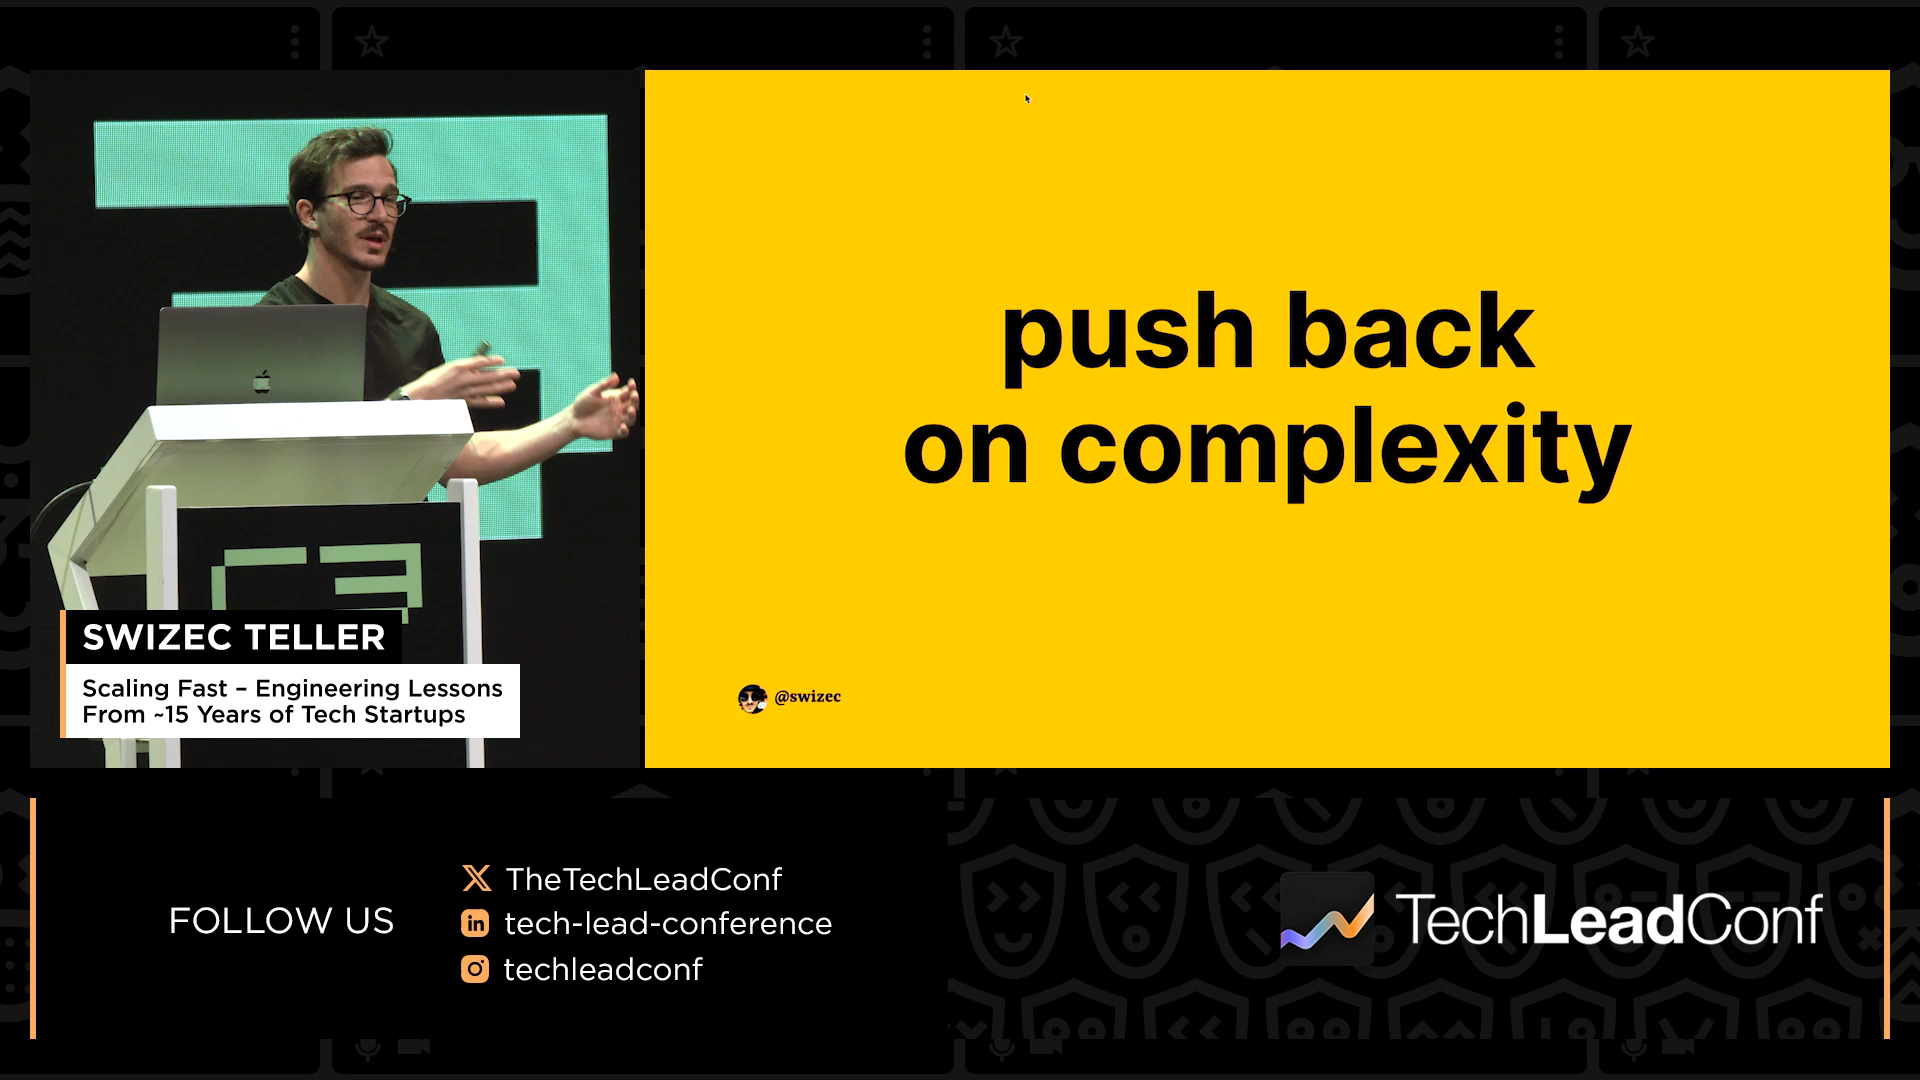 push back
on complexity
@swizec
SWIZEC TELLER
Scaling Fast – Engineering Lessons
From ~15 Years of Tech Startups
FOLLOW US
TheTechLeadConf
tech-lead-conference
techleadconf
TechLeadConf